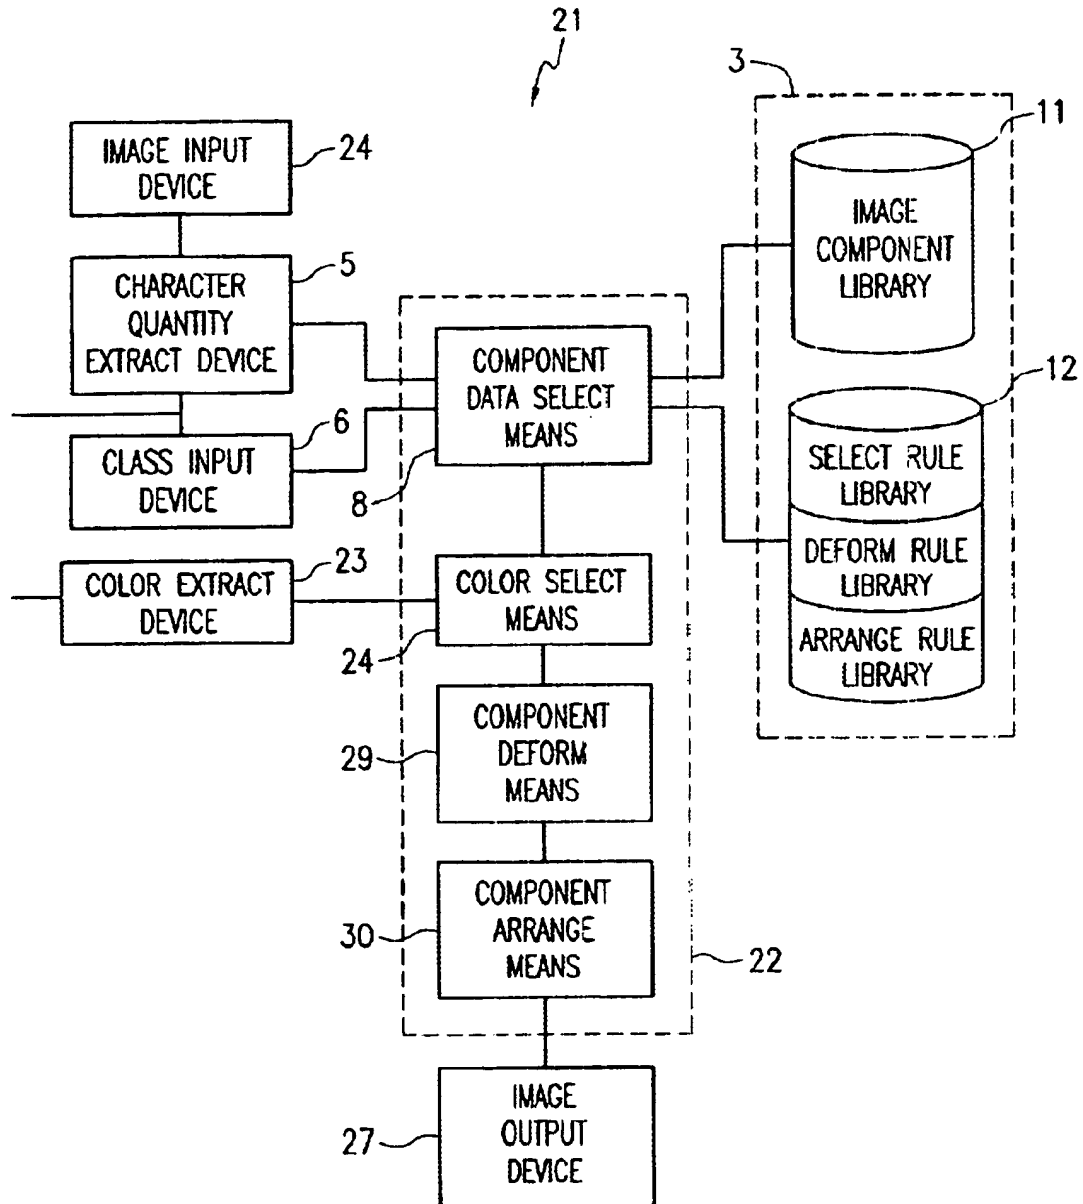 21
IMAGE INPUT
DEVICE
24
CHARACTER
QUANTITY
EXTRACT DEVICE
5
CLASS INPUT
DEVICE
6
COLOR EXTRACT
DEVICE
23
COMPONENT
DATA SELECT
MEANS
8
COLOR SELECT
MEANS
24
COMPONENT
DEFORM
MEANS
29
COMPONENT
ARRANGE
MEANS
30
22
IMAGE
OUTPUT
DEVICE
27
3
IMAGE
COMPONENT
LIBRARY
11
SELECT RULE
LIBRARY
DEFORM RULE
LIBRARY
ARRANGE RULE
LIBRARY
12